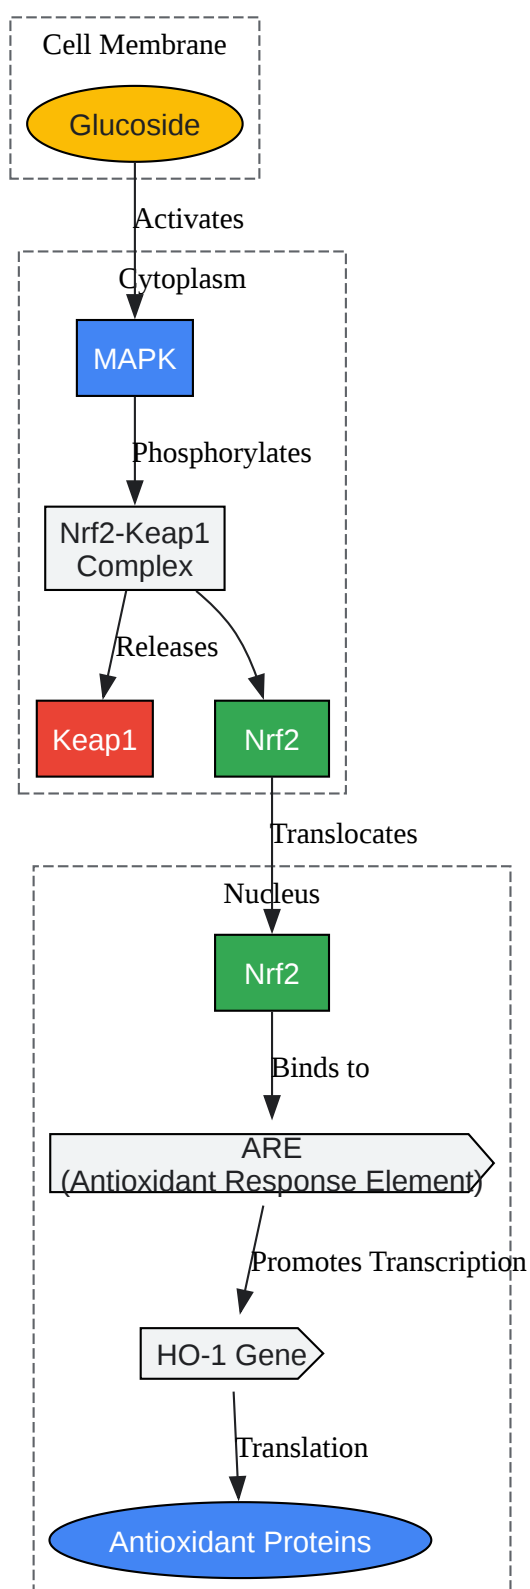 Cell Membrane
Glucoside
Activates
Cytoplasm
MAPK
Phosphorylates
Nrf2-Keap1
Complex
Releases
Keap1
Nrf2
Translocates
Nucleus
Nrf2
Binds to
ARE
(Antioxidant Response Element)
Promotes Transcription
HO-1 Gene
Translation
Antioxidant Proteins